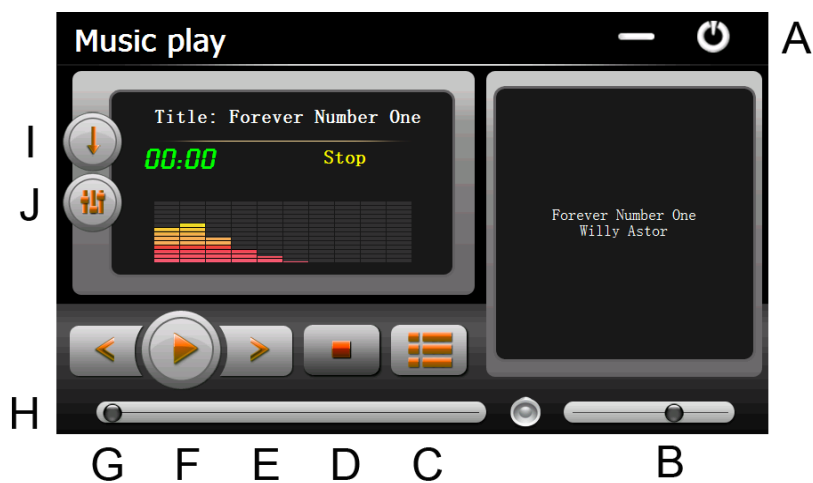 Music play
A
Title: Forever Number One
I
00:00
Stop
J
Forever Number One
Willy Astor
H
G
F
E
D
C
B